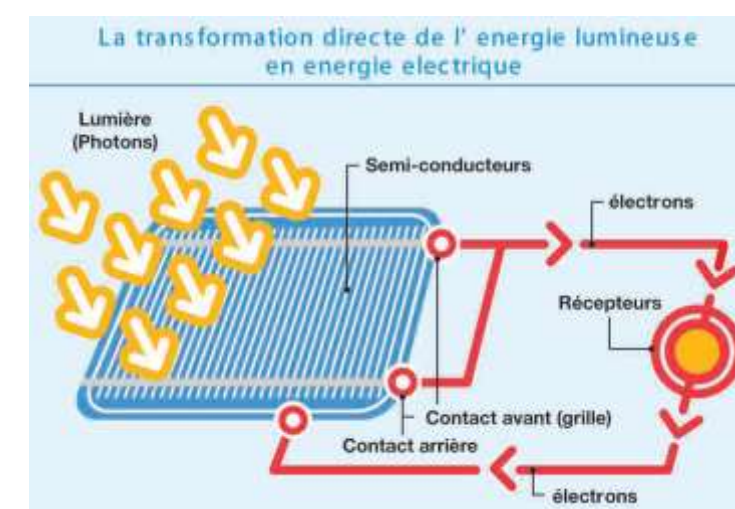 La transformation directe de l' energie lumineuse
en energie electrique
Lumière
(Photons)
Semi-conducteurs
électrons
Récepteurs
Contact avant (grille)
Contact arrière
électrons